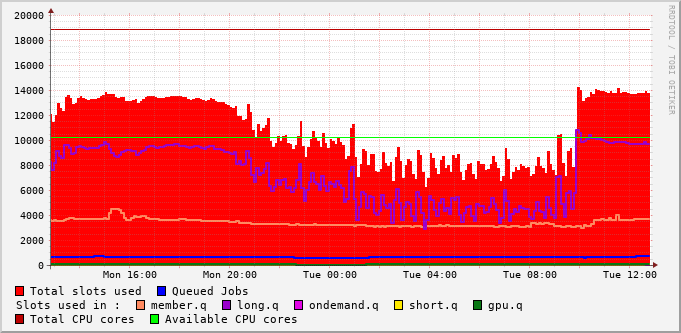 RRDTOOL / TOBI OETIKER
20000
18000
16000
14000
12000
10000
8000
6000
4000
2000
0
Mon 16:00 Mon 20:00 Tue 00:00 Tue 04:00 Tue 08:00 Tue 12:00
Total slots used Queued Jobs
Slots used in : member.q long.q ondemand.q short.q gpu.q
Total CPU cores Available CPU cores